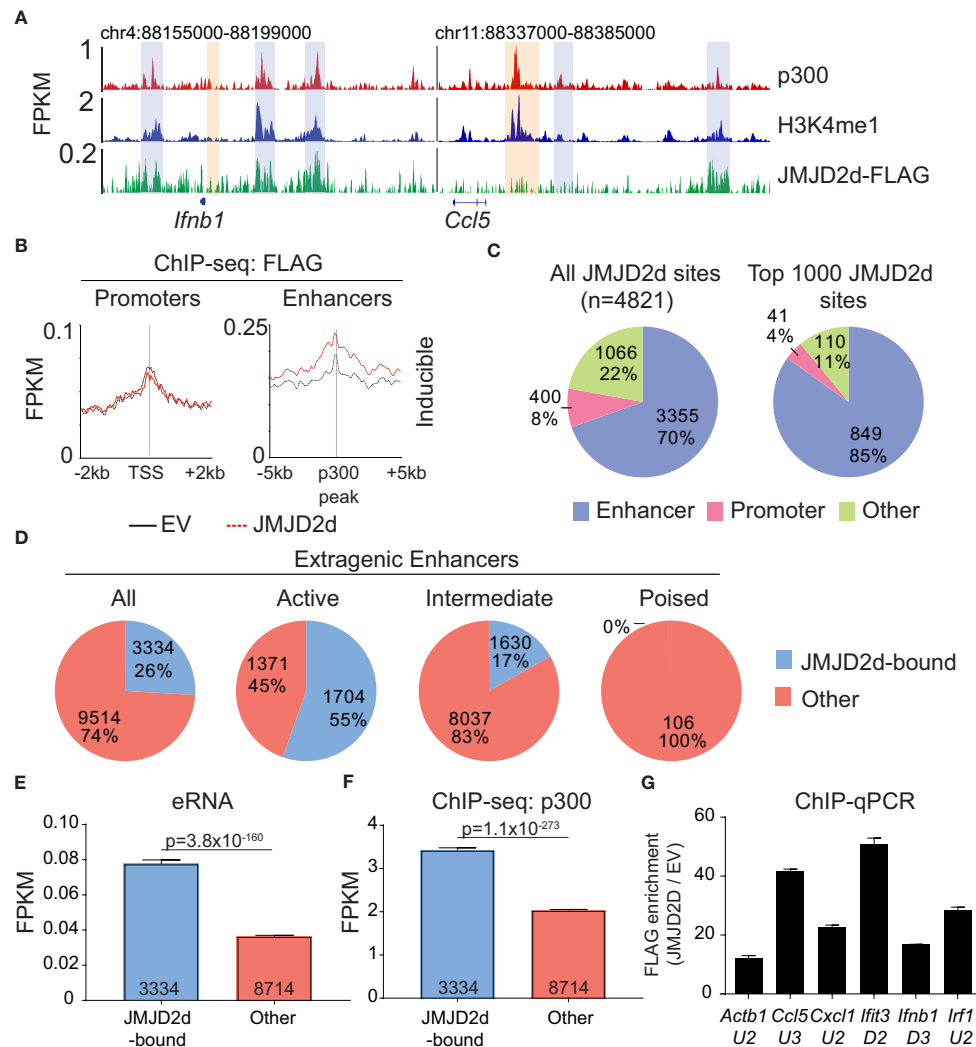 A
chr4:88155000-88199000 chr11:88337000-88385000
FPKM
1
p300
2
H3K4me1
0.2
JMJD2d-FLAG
Ifnb1 Ccl5
B
ChIP-seq: FLAG
Promoters Enhancers
FPKM
0.1
0
-2kb TSS +2kb
0.25
0
-5kb p300 +5kb
peak
Inducible
EV JMJD2d
C
All JMJD2d sites
(n=4821)
1066
22%
400
8%
3355
70%
Top 1000 JMJD2d
sites
41
4%
110
11%
849
85%
Enhancer Promoter Other
D
Extragenic Enhancers
All Active Intermediate Poised
3334
26%
9514
74%
1371
45%
1704
55%
1630
17%
8037
83%
0%
106
100%
JMJD2d-bound
Other
E
eRNA
p=3.8x10-160
FPKM
0.10
0.08
0.06
0.04
0.02
0
3334 8714
JMJD2d
-bound
Other
F
ChIP-seq: p300
p=1.1x10-273
FPKM
4
3
2
1
0
3334 8714
JMJD2d
-bound
Other
G
ChIP-qPCR
FLAG enrichment
(JMJD2D / EV)
60
40
20
0
Actb1 Ccl5 Cxcl1 Ifit3 Ifnb1 Irf1
U2 U3 U2 D2 D3 U2